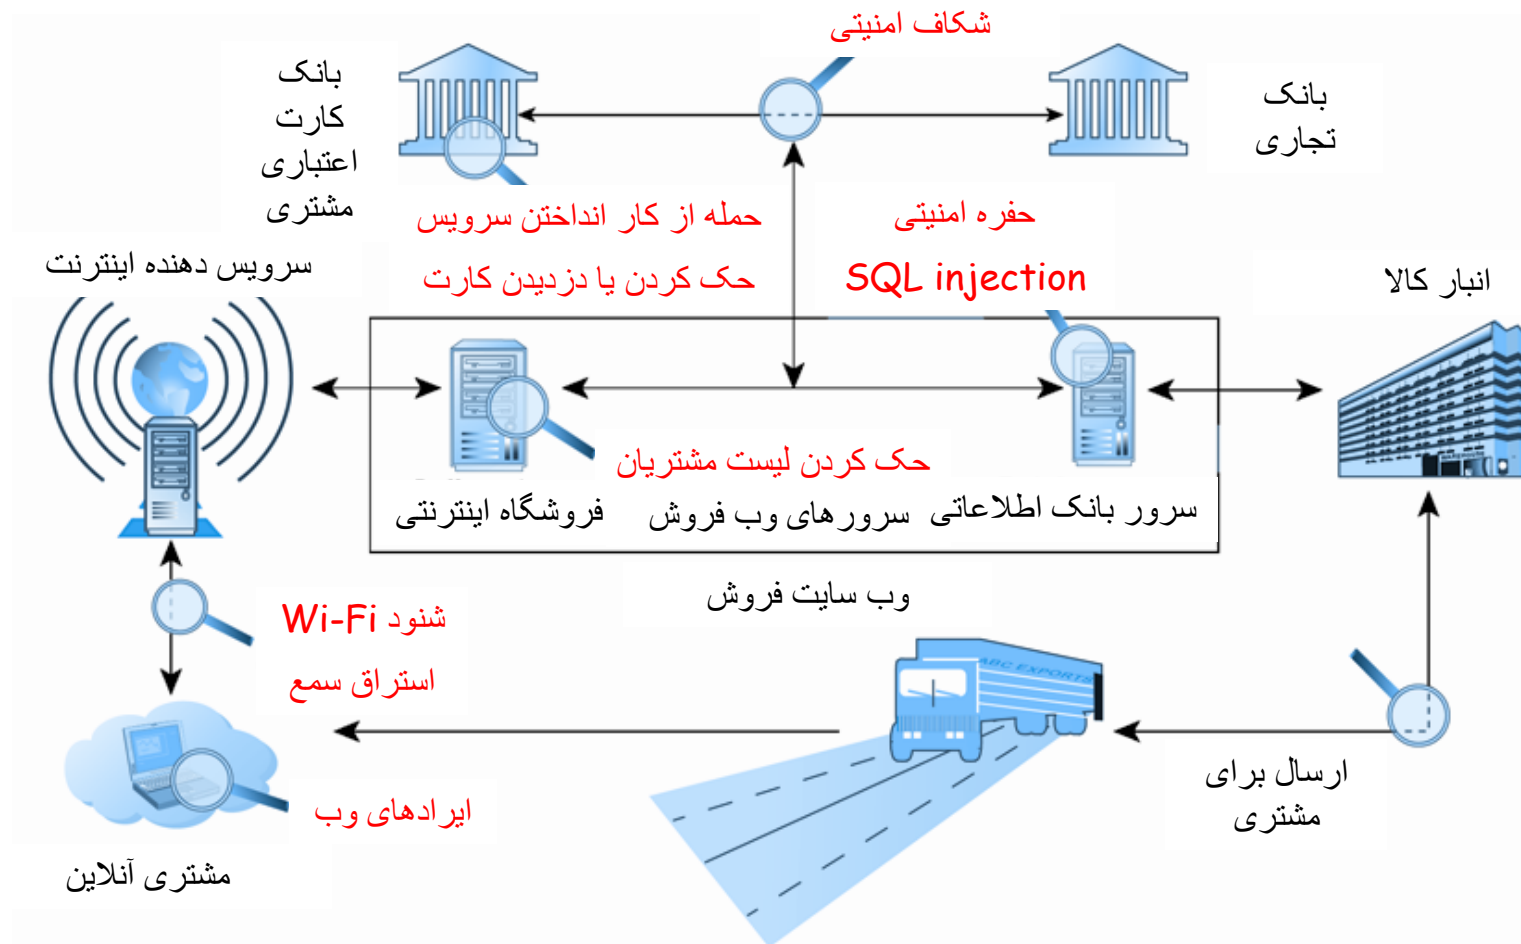 شکاف امنیتی
بانک
کارت
اعتباری
مشتری
بانک
تجاری
حمله از کار انداختن سرویس
حک کردن یا دزدیدن کارت
حفره امنیتی
SQL injection
سرویس دهنده اینترنت
انبار کالا
حک کردن لیست مشتریان
فروشگاه اینترنتی
سرورهای وب فروش
سرور بانک اطلاعاتی
وب سایت فروش
شنود Wi-Fi
استراق سمع
ABC EXPORTS
ارسال برای
مشتری
ایرادهای وب
مشتری آنلاین